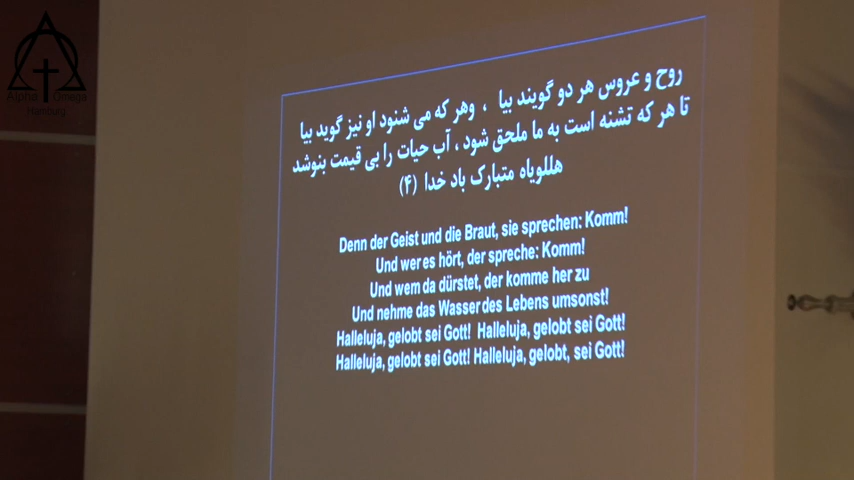 Alpha Omega
Hamburg
روح و عروس هر دو گویند بیا ، وهر که می شنود او نیز گوید بیا
تا هر که تشنه است به ما ملحق شود ، آب حیات را بی قیمت بنوشد
هللویاه متبارک باد خدا (۴)
Denn der Geist und die Braut, sie sprechen: Komm!
Und wer es hört, der spreche: Komm!
Und wem da dürstet, der komme her zu
Und nehme das Wasser des Lebens umsonst!
Halleluja, gelobt sei Gott! Halleluja, gelobt sei Gott!
Halleluja, gelobt sei Gott! Halleluja, gelobt, sei Gott!